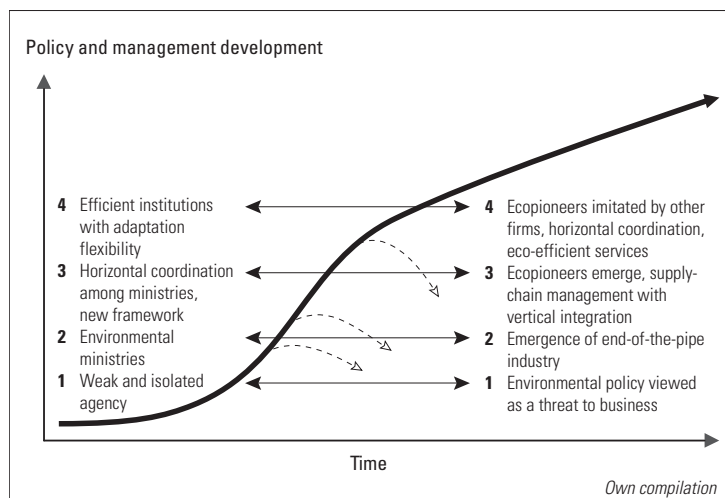 Policy and management development
4 Efficient institutions
with adaptation
flexibility
3 Horizontal coordination
among ministries,
new framework
2 Environmental
ministries
1 Weak and isolated
agency
4 Ecopioneers imitated by other
firms, horizontal coordination,
eco-efficient services
3 Ecopioneers emerge, supply-
chain management with
vertical integration
2 Emergence of end-of-the-pipe
industry
1 Environmental policy viewed
as a threat to business
Time
Own compilation